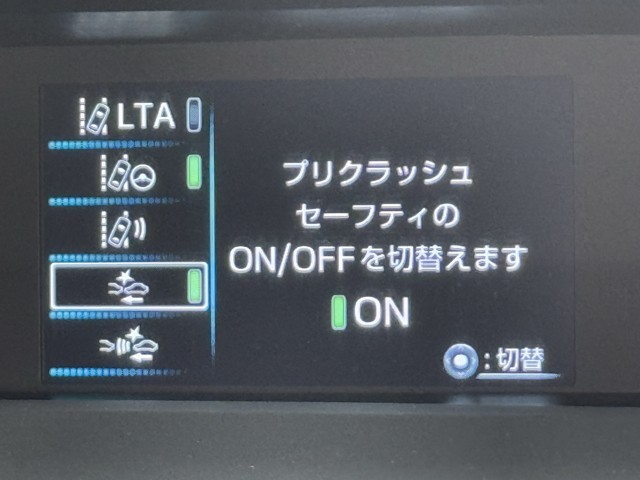 LTA
プリクラッシュ
セーフティの
ON/OFFを切替えます
ON
:切替